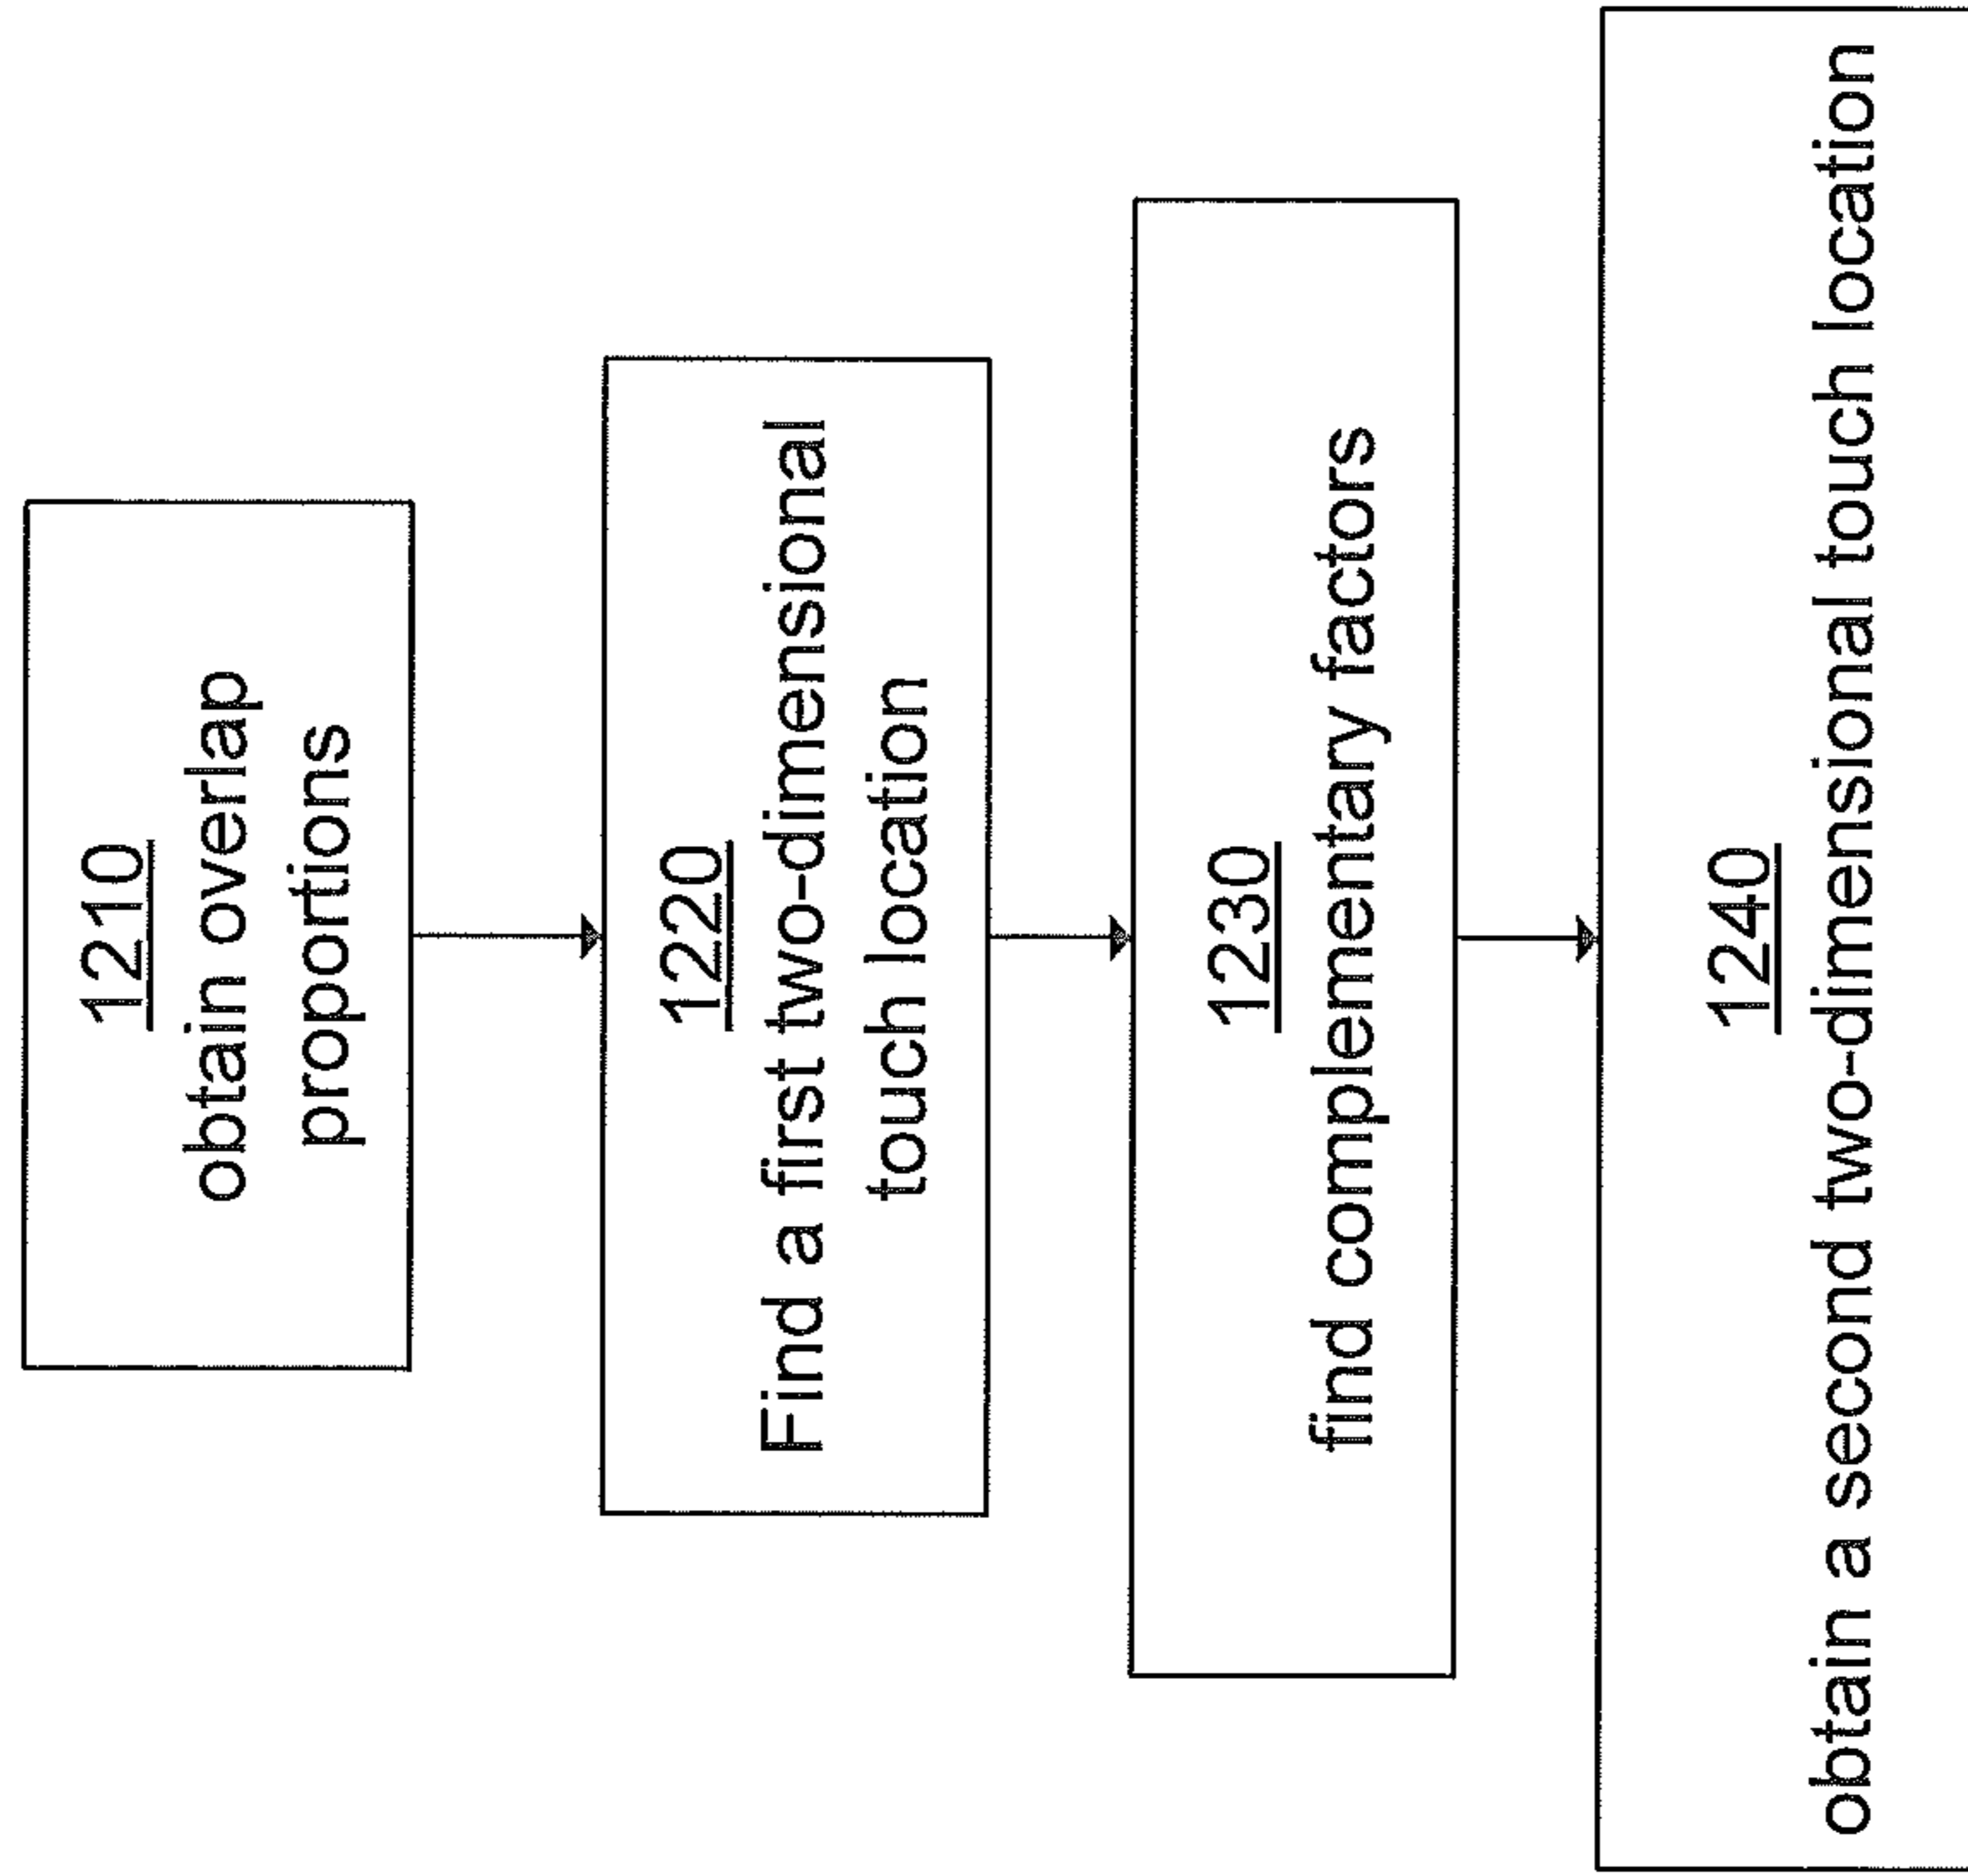 1210
obtain overlap
proportions
1220
Find a first two-dimensional
touch location
1230
find complementary factors
1240
obtain a second two-dimensional touch location